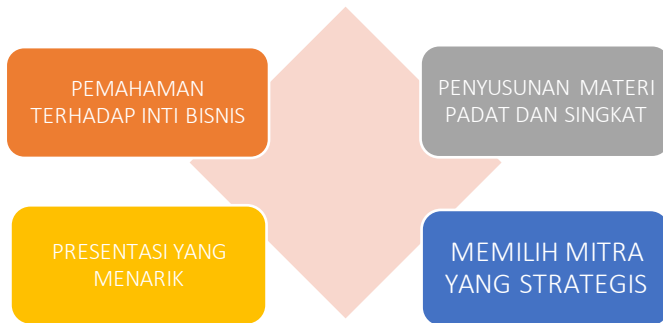 PEMAHAMAN
TERHADAP INTI BISNIS
PENYUSUNAN MATERI
PADAT DAN SINGKAT
PRESENTASI YANG
MENARIK
MEMILIH MITRA
YANG STRATEGIS